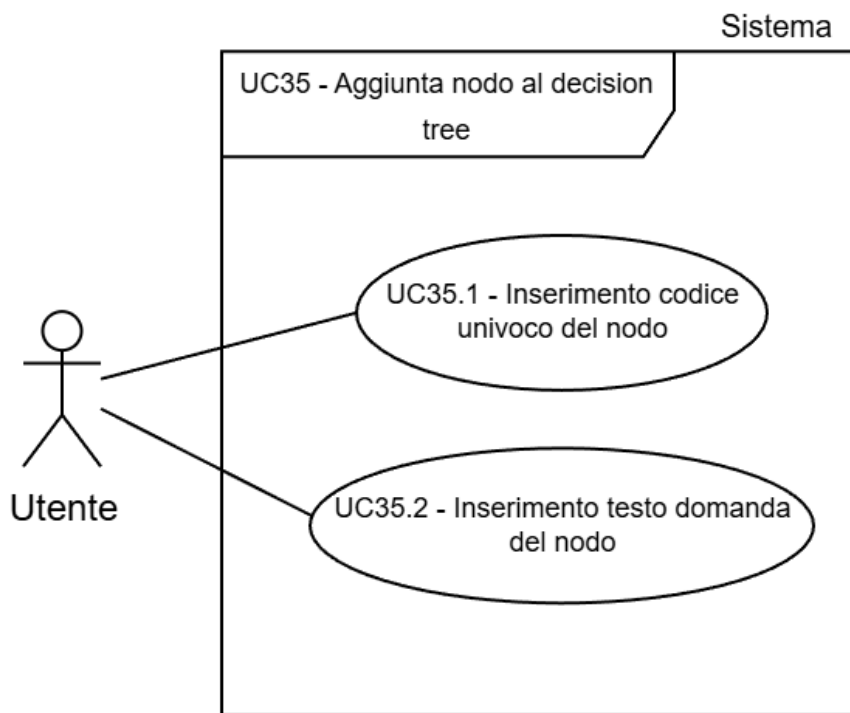 Sistema
UC35 - Aggiunta nodo al decision
tree
UC35.1 - Inserimento codice
univoco del nodo
Utente
UC35.2 - Inserimento testo domanda
del nodo